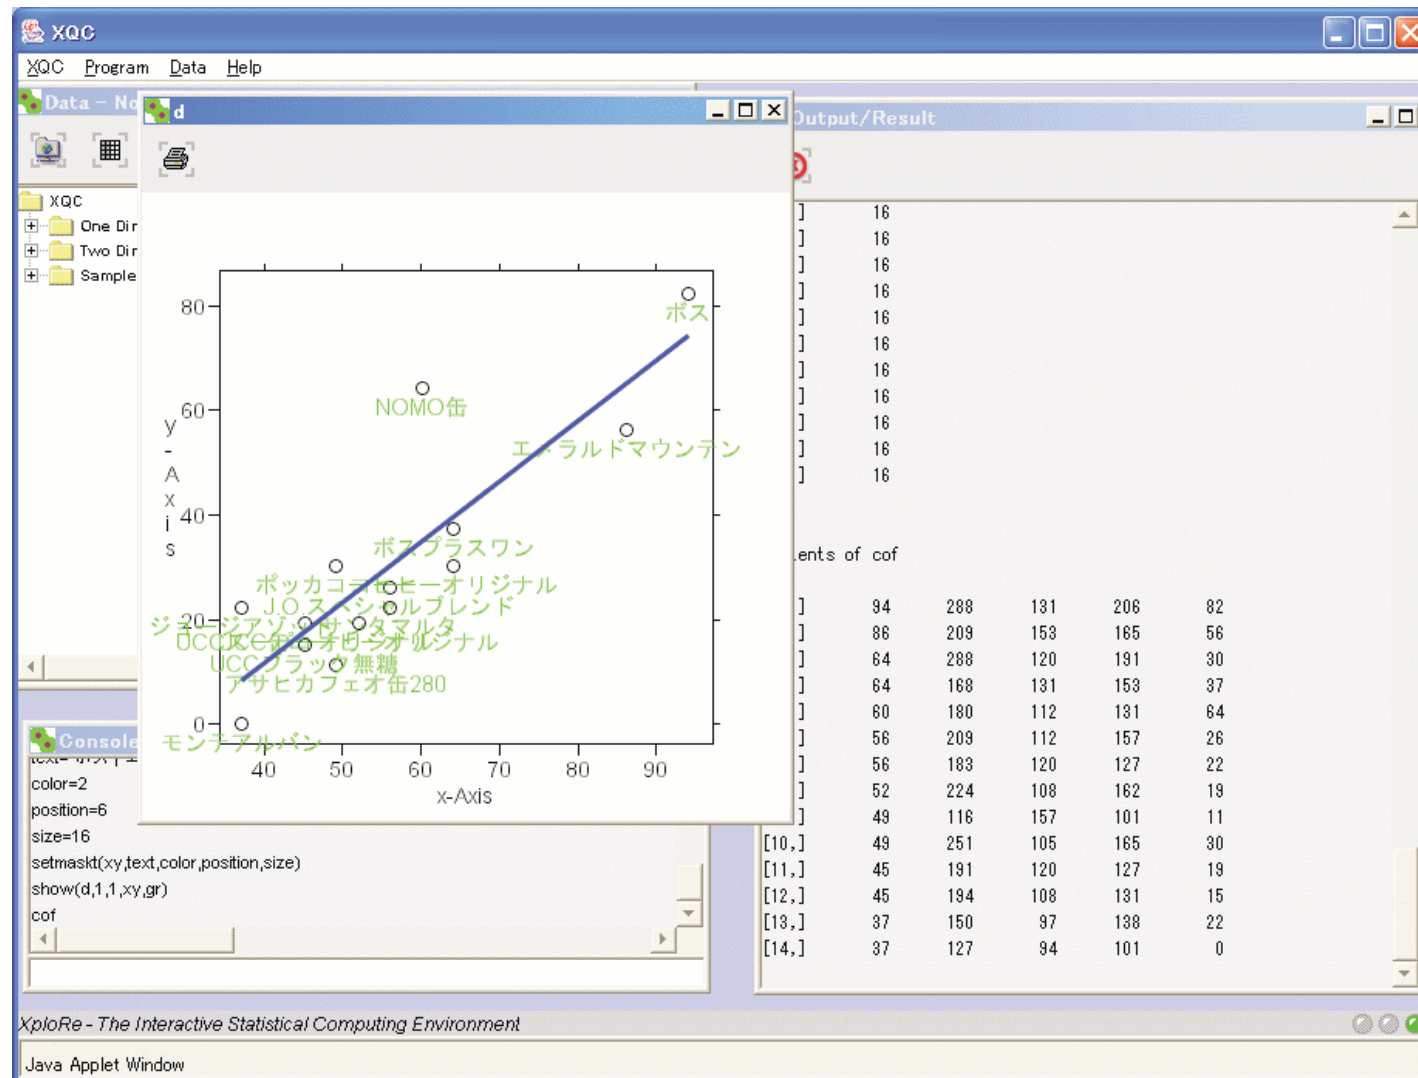 XQC
XQC Program Data Help
Data - No
d
Output/Result
XQC
One Dir
Two Dir
Sample
80
60
40
20
0
y-Axis
40 50 60 70 80 90
x-Axis
ボス
NOMO缶
エメラルドマウンテン
ボスプラスワン
ポッカコーヒーオリジナル
J.O.スペシャルブレンド
サンタマルタ
オリジナル
UCCブラック無糖
アサヒカフェオ缶280
モンテアルバン
] 16
] 16
] 16
] 16
] 16
] 16
] 16
] 16
] 16
] 16
] 16
ents of cof
] 94 288 131 206 82
] 86 209 153 165 56
] 64 288 120 191 30
] 64 168 131 153 37
] 60 180 112 131 64
] 56 209 112 157 26
] 56 183 120 127 22
] 52 224 108 162 19
] 49 116 157 101 11
[10,] 49 251 105 165 30
[11,] 45 191 120 127 19
[12,] 45 194 108 131 15
[13,] 37 150 97 138 22
[14,] 37 127 94 101 0
Console
color=2
position=6
size=16
setmaskt(xy,text,color,position,size)
show(d,1,1,xy,gr)
cof
XploRe - The Interactive Statistical Computing Environment
Java Applet Window